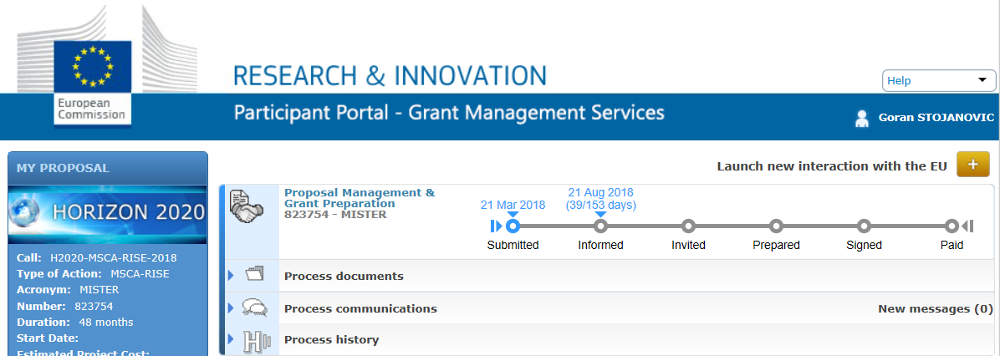 European
Commission
RESEARCH & INNOVATION
Participant Portal - Grant Management Services
Help
Goran STOJANOVIC
MY PROPOSAL
HORIZON 2020
Call: H2020-MSCA-RISE-2018
Type of Action: MSCA-RISE
Acronym: MISTER
Number: 823754
Duration: 48 months
Start Date:
Estimated Project Cost:
Launch new interaction with the EU +
Proposal Management &
Grant Preparation
823754 - MISTER
21 Mar 2018
21 Aug 2018
(39/153 days)
Submitted Informed Invited Prepared Signed Paid
Process documents
Process communications New messages (0)
Process history